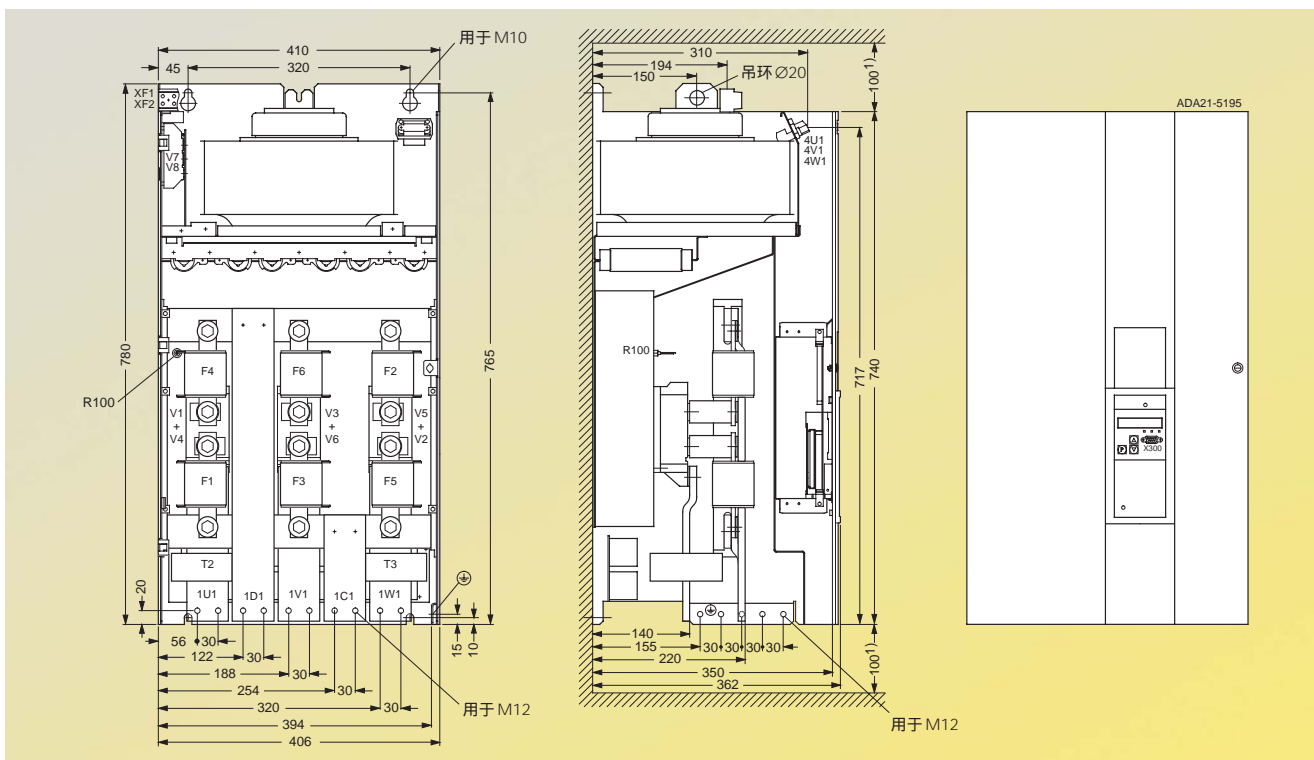 410
45
320
用于 M10
XF1
XF2
V7
V8
780
765
R100
F4
F6
F2
V1
+
V4
V3
+
V6
V5
+
V2
F1
F3
F5
T2
T3
1U1
1D1
1V1
1C1
1W1
20
56
30
122
30
188
30
254
30
320
30
394
406
15
10
用于 M12
310
194
150
吊环 Ø20
100¹⁾
4U1
4V1
4W1
R100
717
740
140
155
30
30
30
30
220
350
362
100¹⁾
用于 M12
ADA21-5195
P
X300